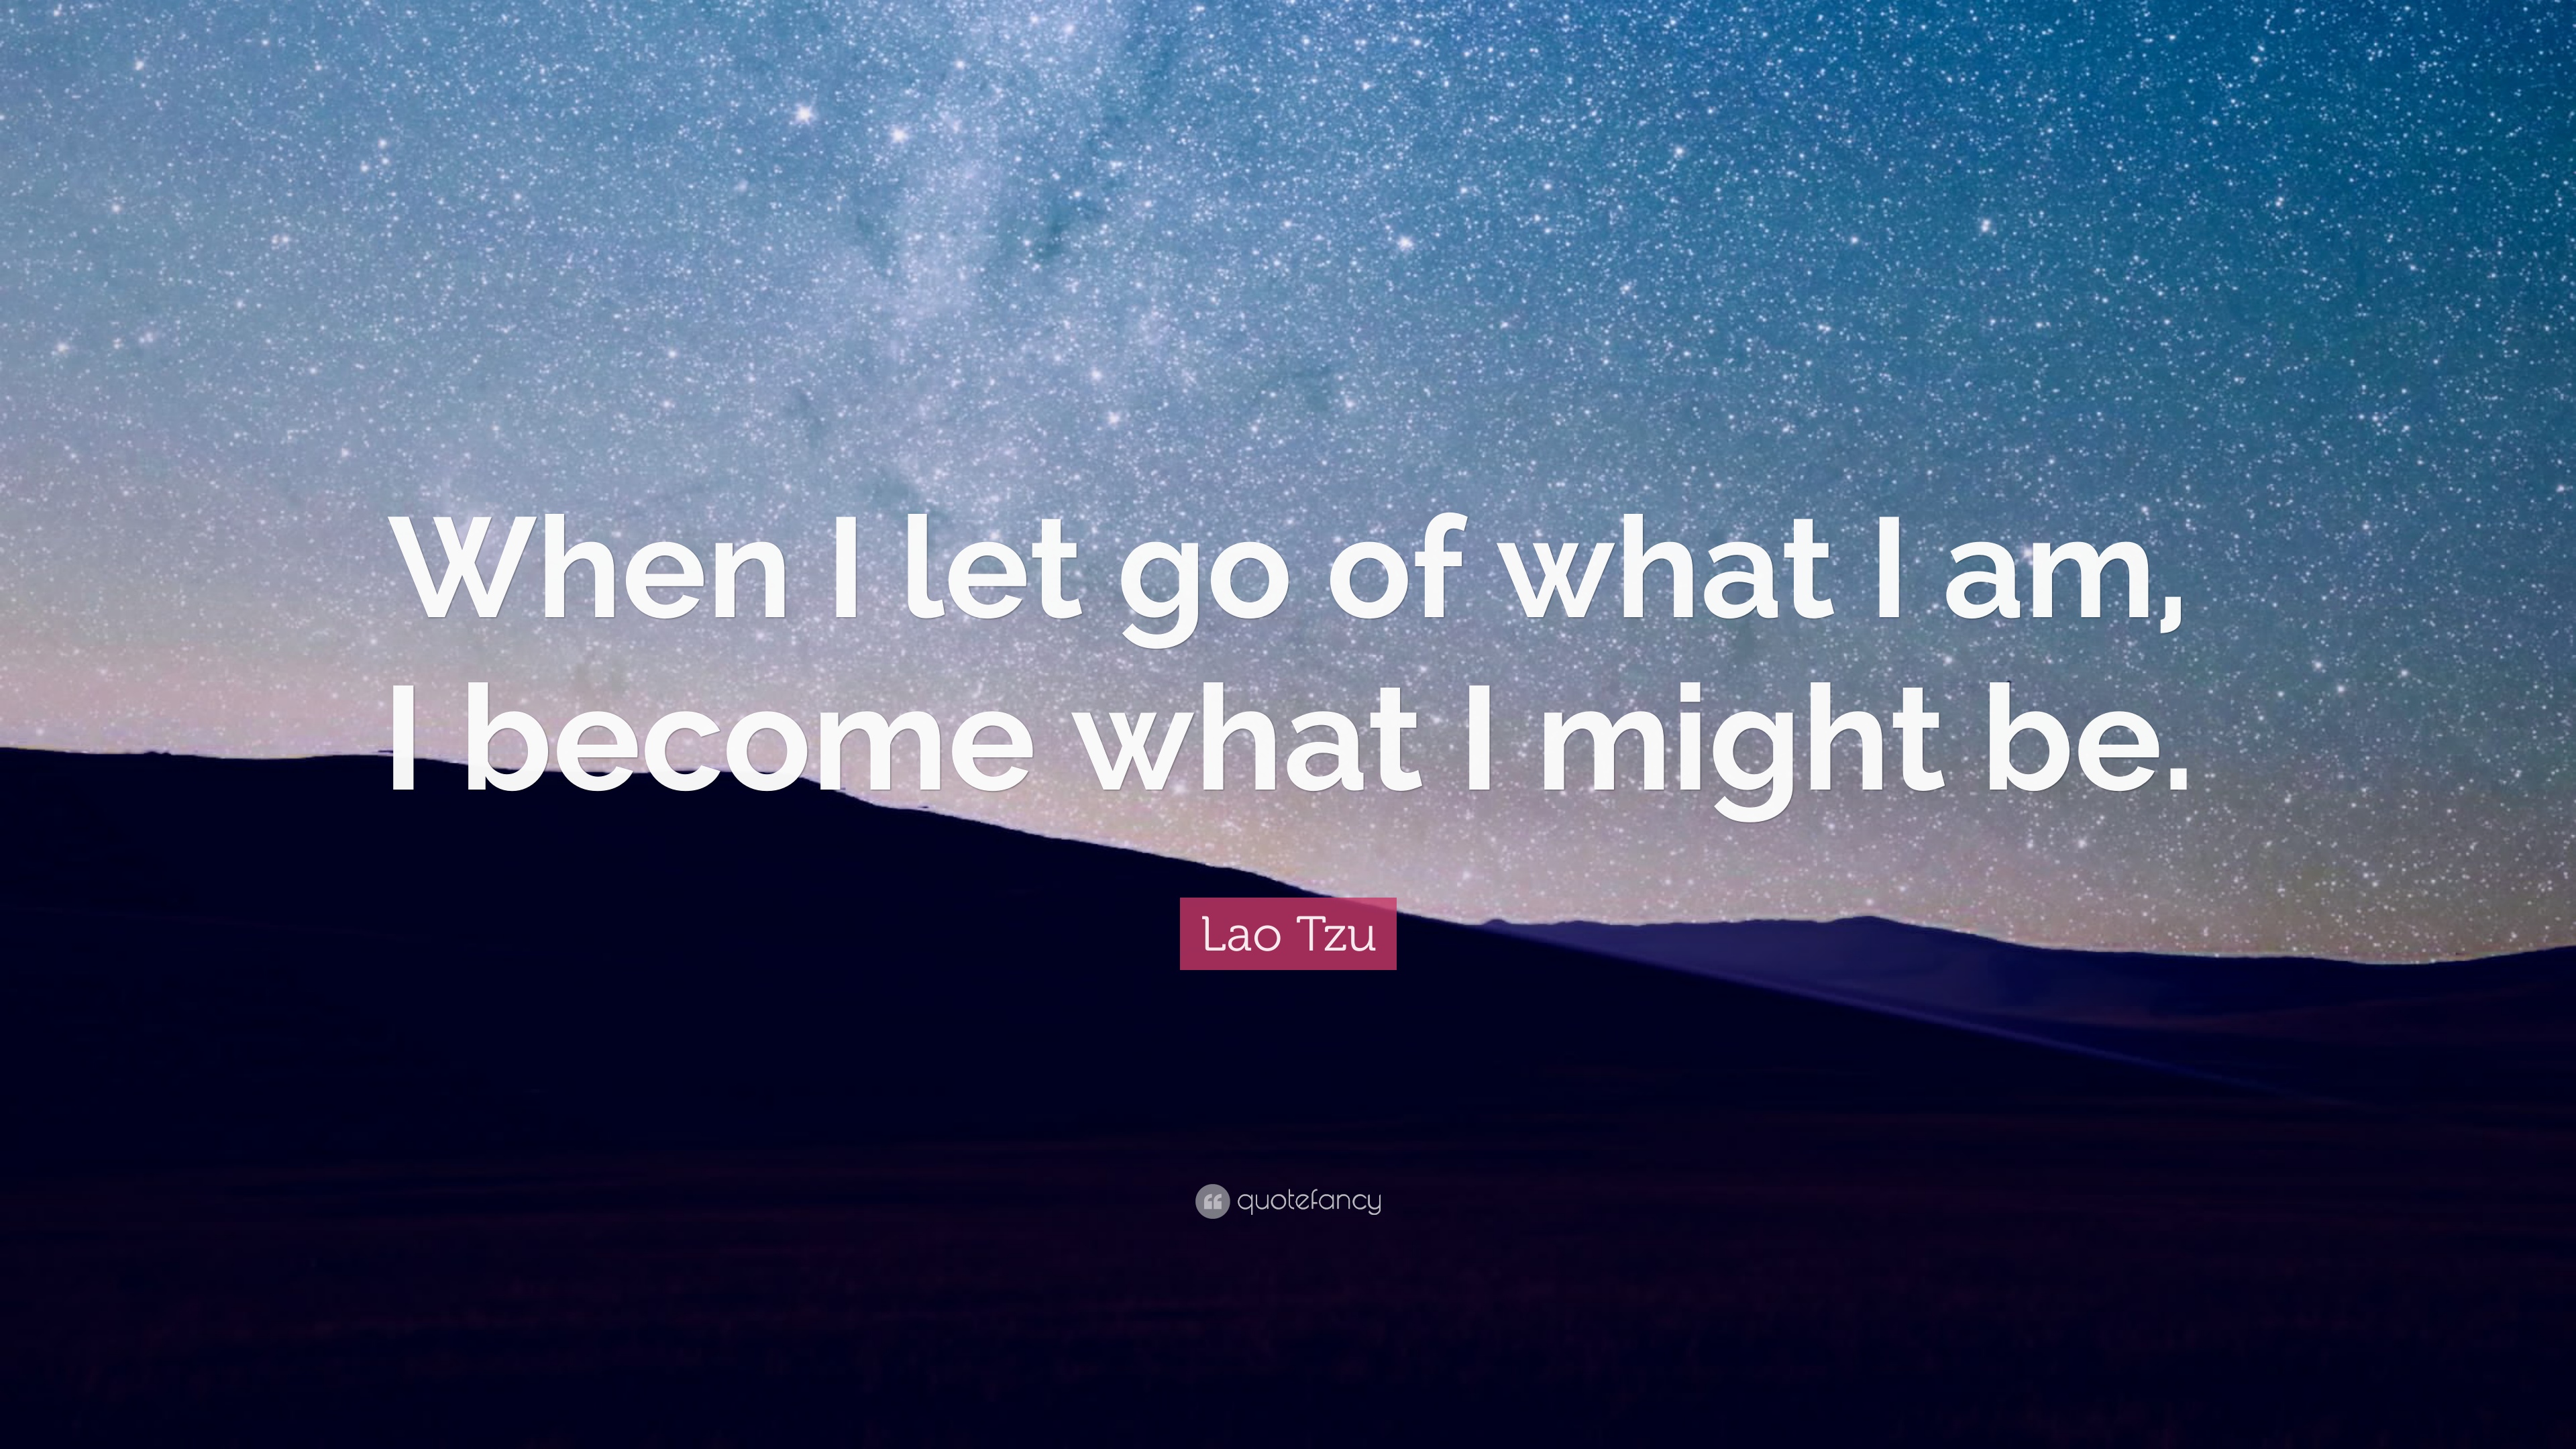 When I let go of what I am,
I become what I might be.
Lao Tzu
quotefancy